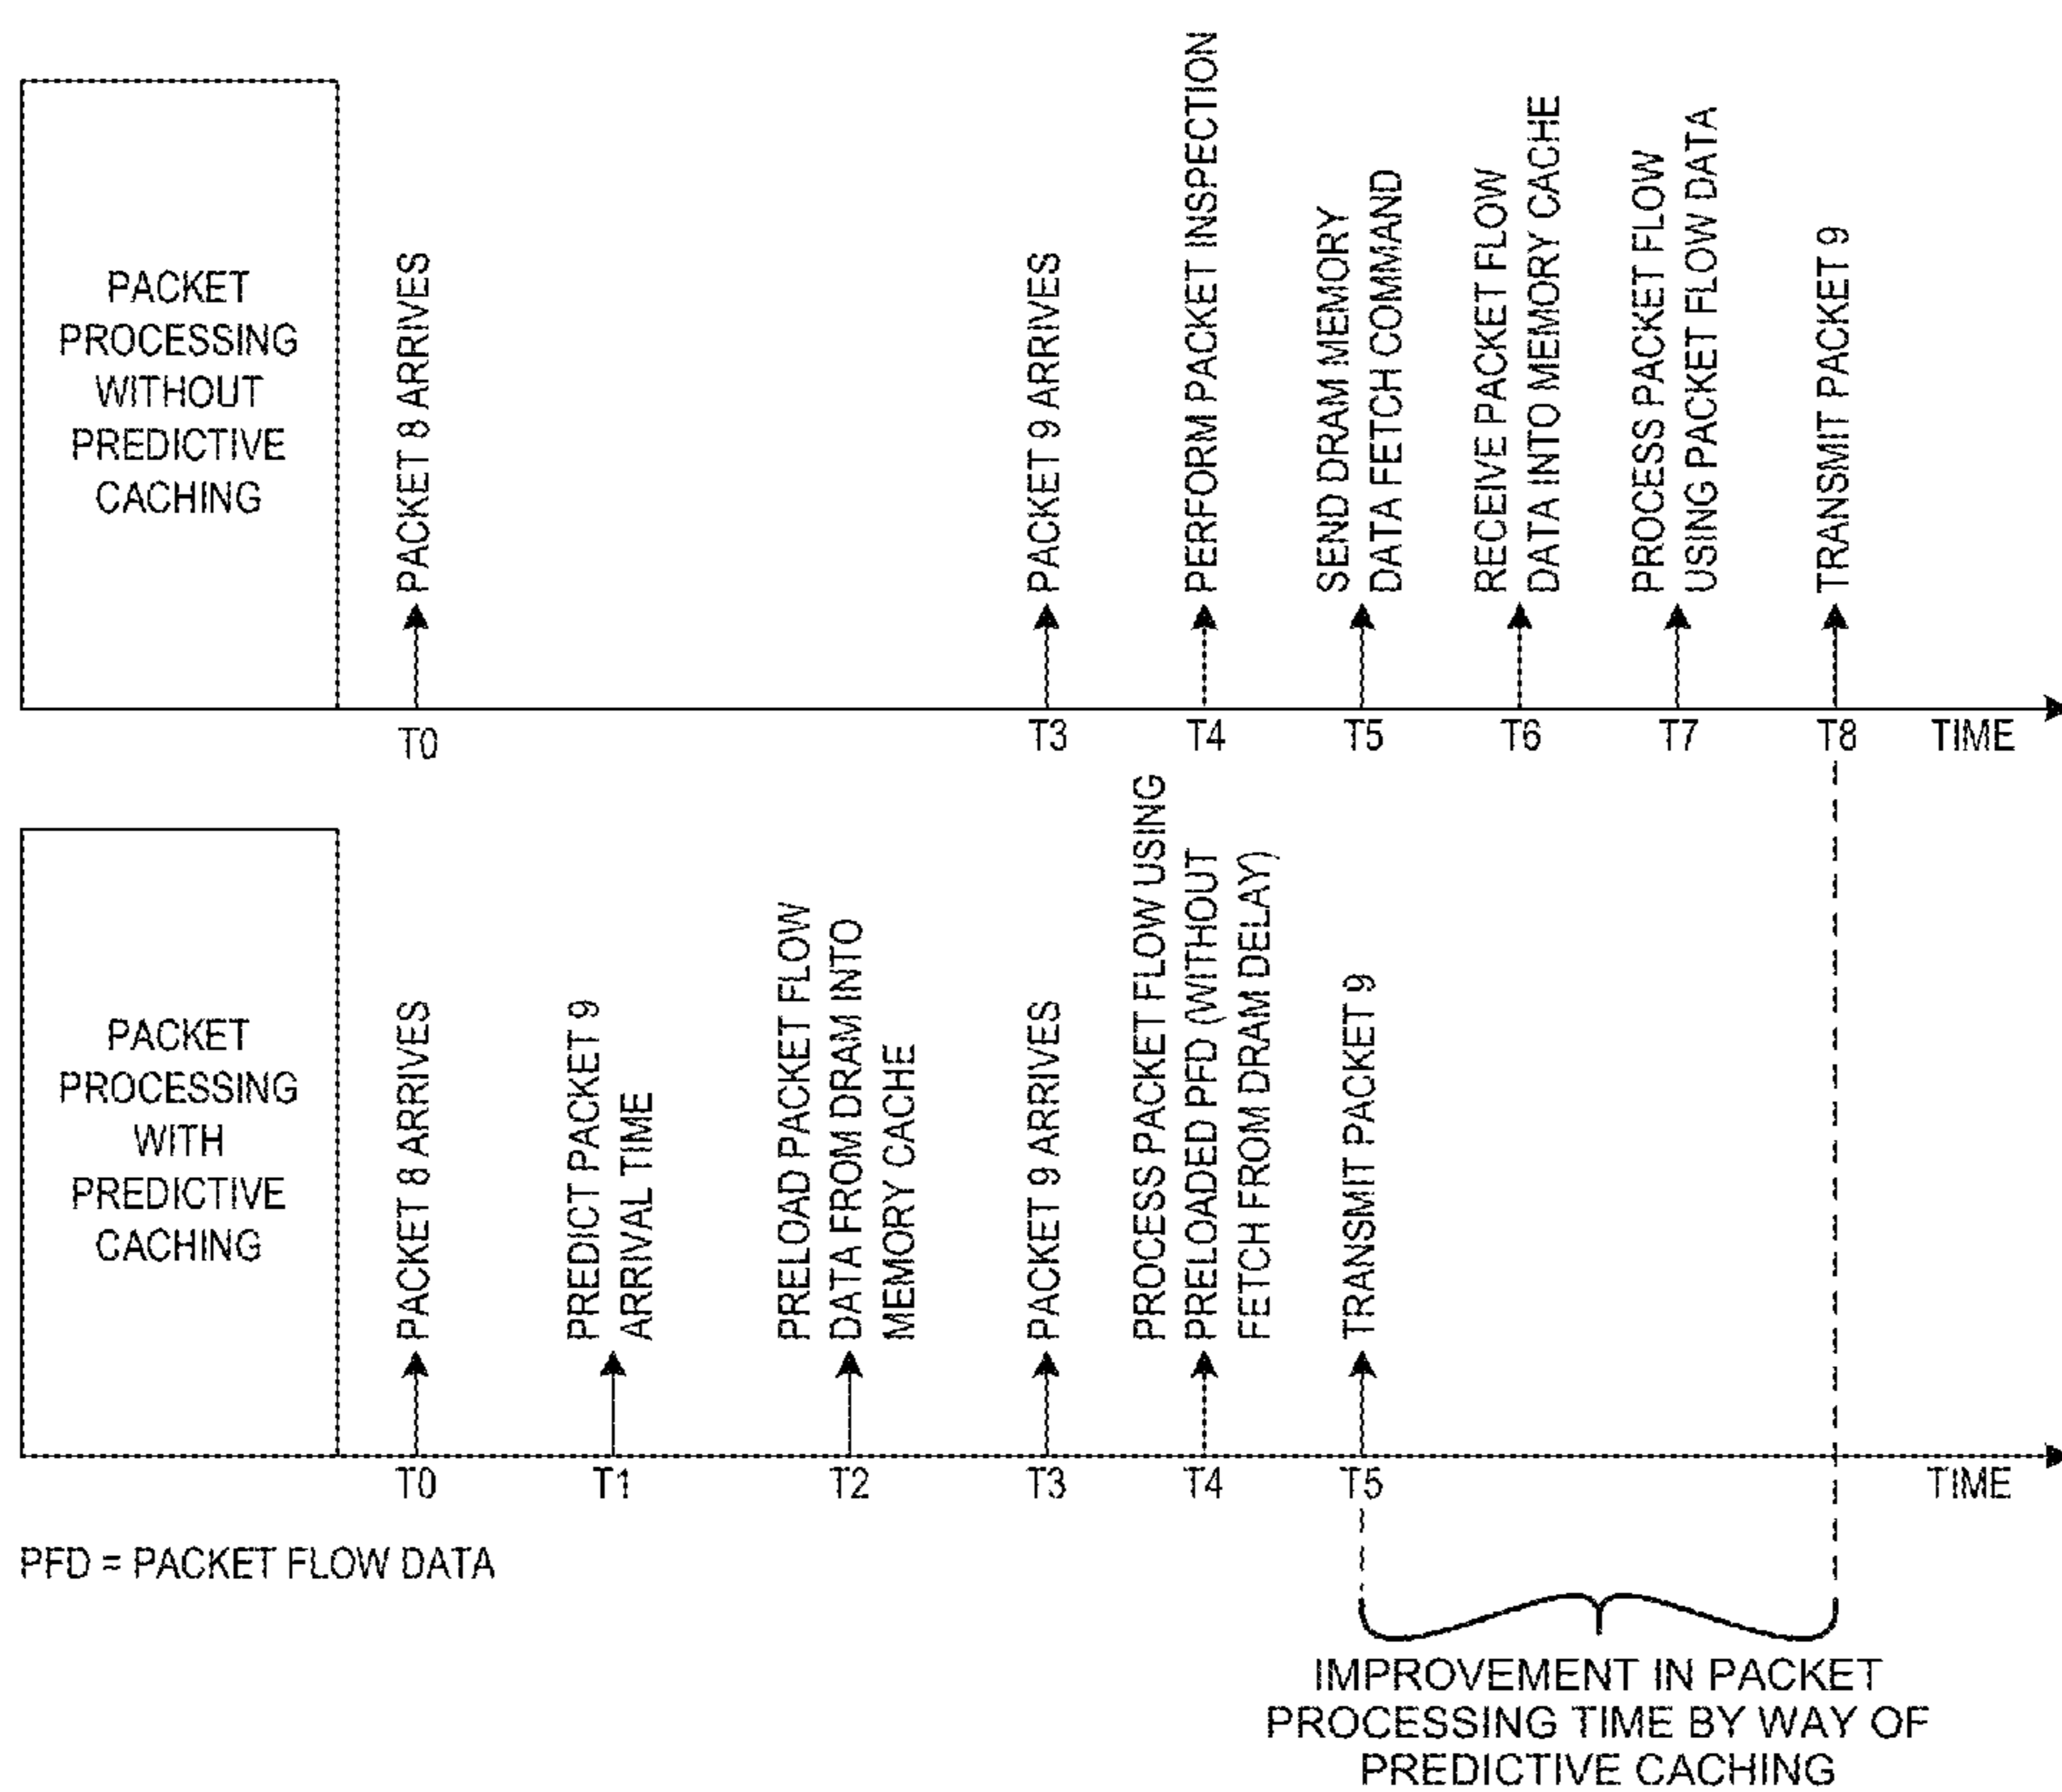 PACKET
PROCESSING
WITHOUT
PREDICTIVE
CACHING
PACKET 8 ARRIVES
PACKET 9 ARRIVES
PERFORM PACKET INSPECTION
SEND DRAM MEMORY
DATA FETCH COMMAND
RECEIVE PACKET FLOW
DATA INTO MEMORY CACHE
PROCESS PACKET FLOW
USING PACKET FLOW DATA
TRANSMIT PACKET 9
T0
T3
T4
T5
T6
T7
T8
TIME
PACKET
PROCESSING
WITH
PREDICTIVE
CACHING
PACKET 8 ARRIVES
PREDICT PACKET 9
ARRIVAL TIME
PRELOAD PACKET FLOW
DATA FROM DRAM INTO
MEMORY CACHE
PACKET 9 ARRIVES
PROCESS PACKET FLOW USING
PRELOADED PFD (WITHOUT
FETCH FROM DRAM DELAY)
TRANSMIT PACKET 9
T0
T1
T2
T3
T4
T5
TIME
PFD = PACKET FLOW DATA
IMPROVEMENT IN PACKET
PROCESSING TIME BY WAY OF
PREDICTIVE CACHING